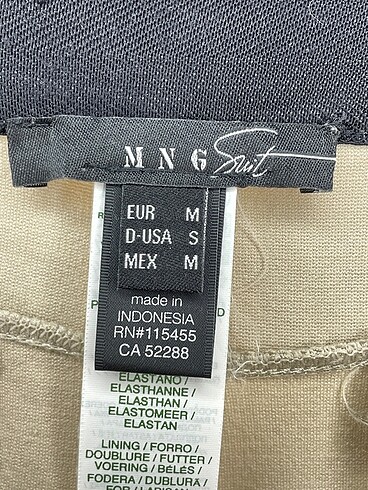 MNG Suit
EUR M
D-USA S
MEX M
made in
INDONESIA
RN#115455
CA 52288
ELASTANO /
ELASTHANNE /
ELASTHAN /
ELASTOMEER /
ELASTAN
LINING / FORRO /
DOUBLURE / FUTTER /
VOERING / BÉLÉS /
FODERA / DUBLURA /